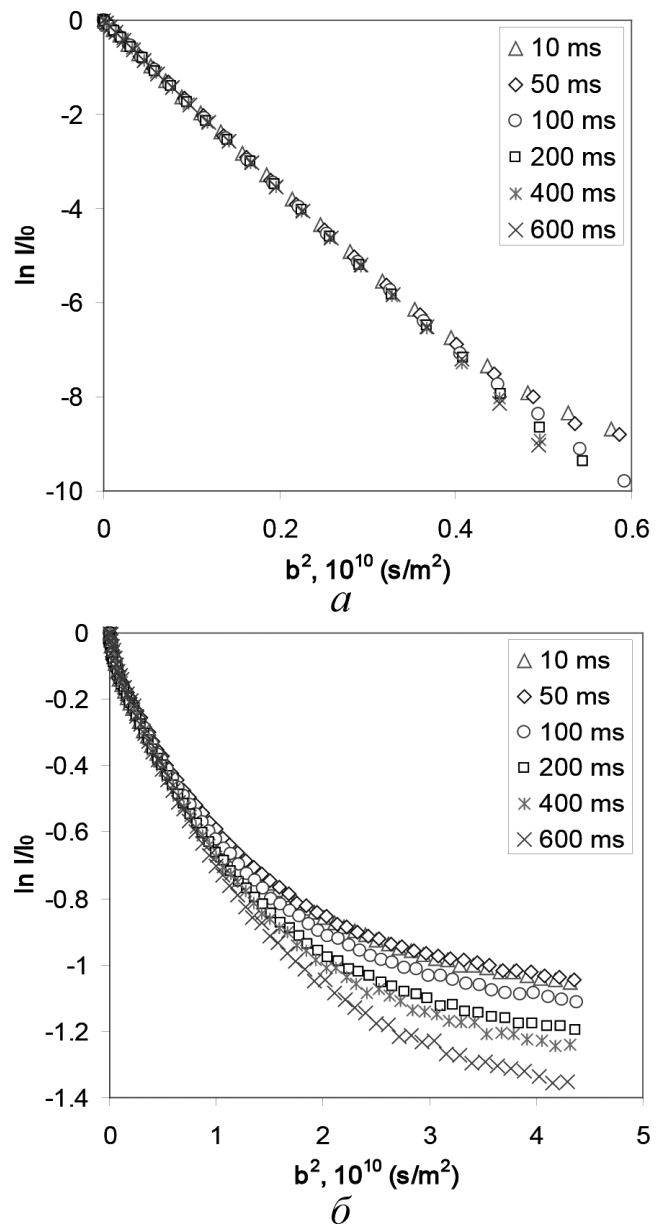 0
-2
-4
-6
-8
-10
ln I/I₀
10 ms
50 ms
100 ms
200 ms
400 ms
600 ms
0 0.2 0.4 0.6
b², 10¹⁰ (s/m²)
а
0
-0.2
-0.4
-0.6
-0.8
-1
-1.2
-1.4
ln I/I₀
10 ms
50 ms
100 ms
200 ms
400 ms
600 ms
0 1 2 3 4 5
b², 10¹⁰ (s/m²)
б